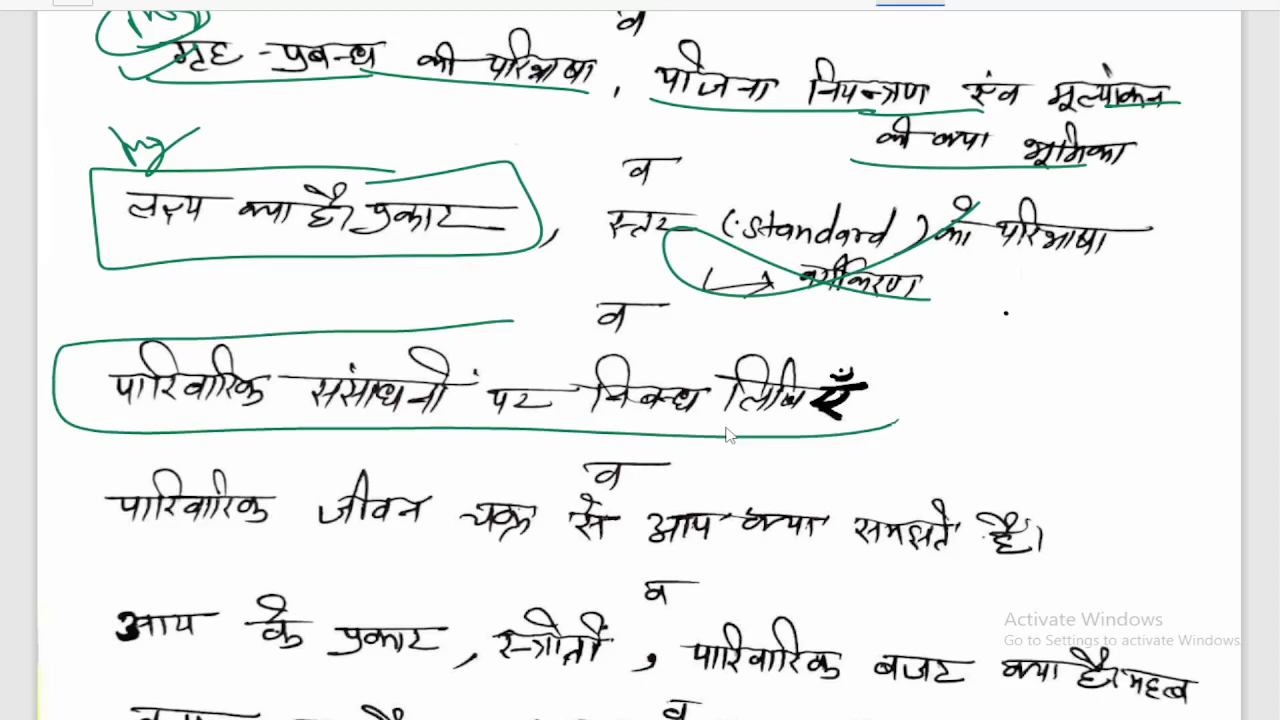 व
गृह - प्रबन्ध की परिभाषा, योजना नियन्त्रण एंव मूल्यांकन
की क्या भूमिका
व
लक्ष्य क्या है। प्रकार, स्तर (standard) की परिभाषा
→ वर्गीकरण
व
पारिवारिक संसाधनों पर निबन्ध लिखिएँ
व
पारिवारिक जीवन चक्र से आप क्या समझते है।
व
आय के प्रकार, स्त्रोतों, पारिवारिक बजट क्या है। महत्व
व
Activate Windows
Go to Settings to activate Windows.